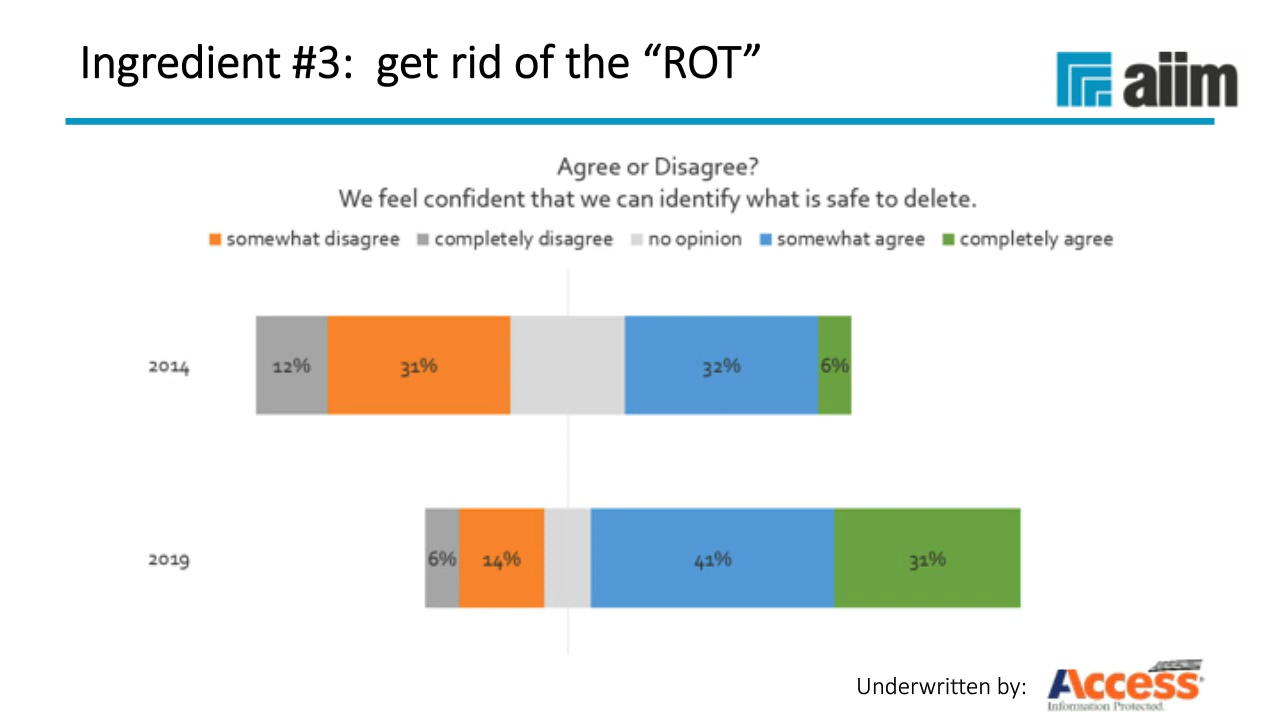 Ingredient #3:  get rid of the “ROT”
aiim
Agree or Disagree?
We feel confident that we can identify what is safe to delete.
somewhat disagree completely disagree no opinion somewhat agree completely agree
2014 12% 31% 32% 6%
2019 6% 14% 41% 31%
Underwritten by: Access
Information Protected.